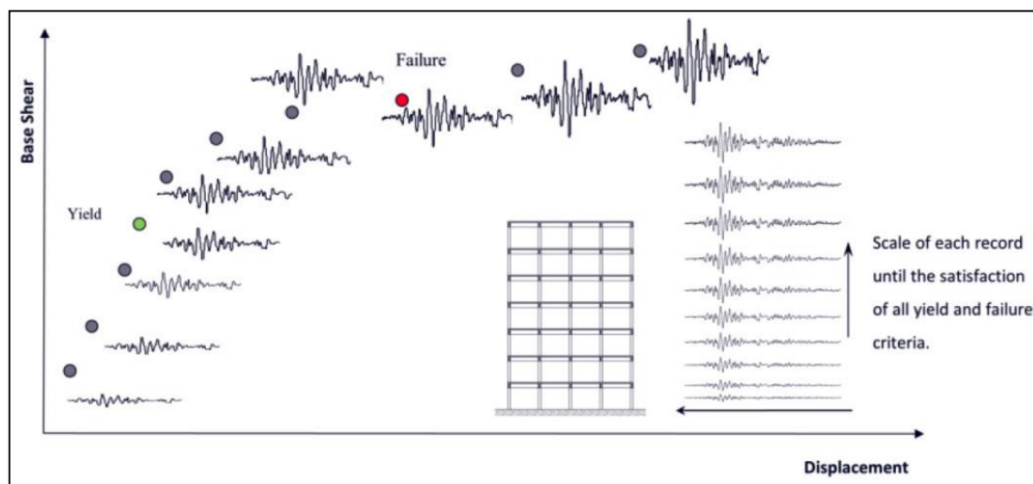 Failure
Base Shear
Yield
Scale of each record
until the satisfaction
of all yield and failure
criteria.
Displacement